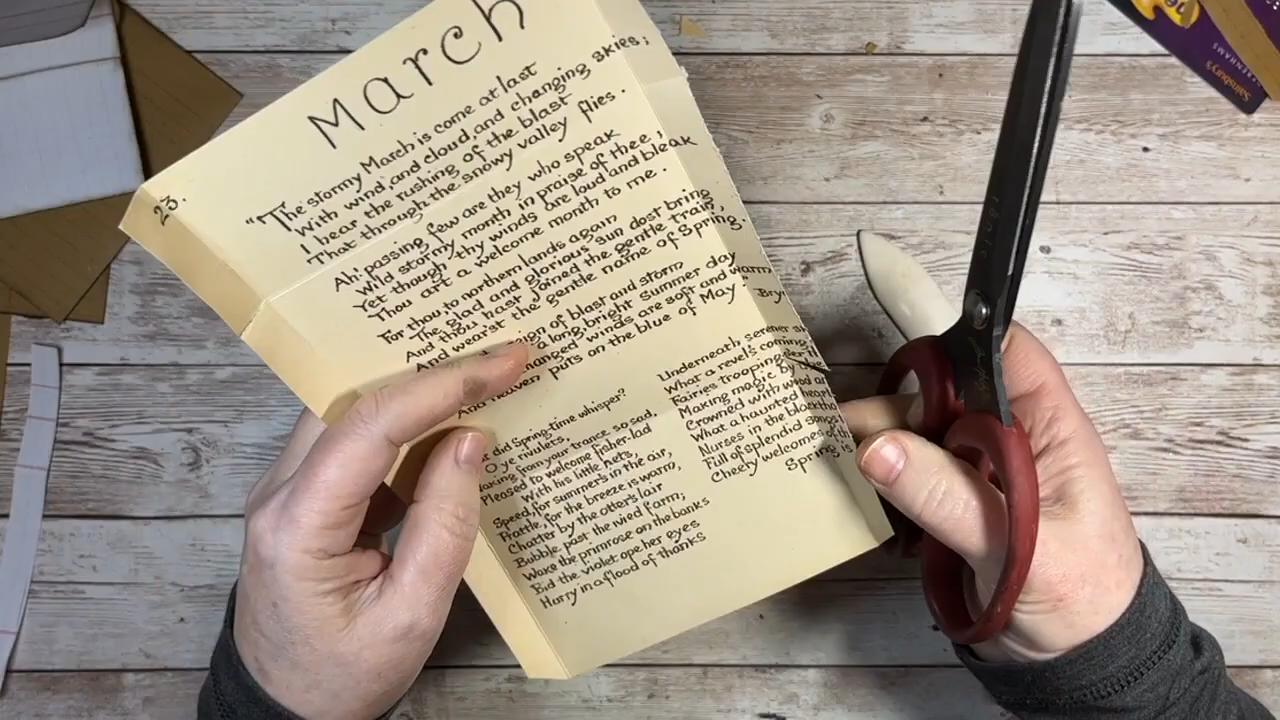 March
23.
"The stormy March is come at last
With wind, and cloud, and changing skies;
I hear the rushing of the blast
That through the snowy valley flies.
Ah! passing few are they who speak
Wild stormy month in praise of thee;
Yet though thy winds are loud and bleak
Thou art a welcome month to me.
For thou, to northern lands again
The glad and glorious sun dost bring
And thou hast joined the gentle train,
And wear'st the gentle name of Spring.
of blast and storm
a long, bright summer day
winds are soft and warm
And puts on the blue of May."
did Spring-time whisper?
O ye rivulets,
from your trance so sad.
Pleased to welcome fisher-lad
With his little nets,
Speed, for summer's in the air,
Prattle, for the breeze is warm,
Chatter by the otter's lair
Bubble past the ivied farm;
Wake the primrose on the banks
Bid the violet ope her eyes
Hurry in a flood of thanks
Underneath, serener
What a revel's coming
Fairies trooping
Making magic
Crowned with wood
What a haunted heart
Nurses in the
Full of splendid songs
Cheely welcomes
Spring is
Sainsbury's